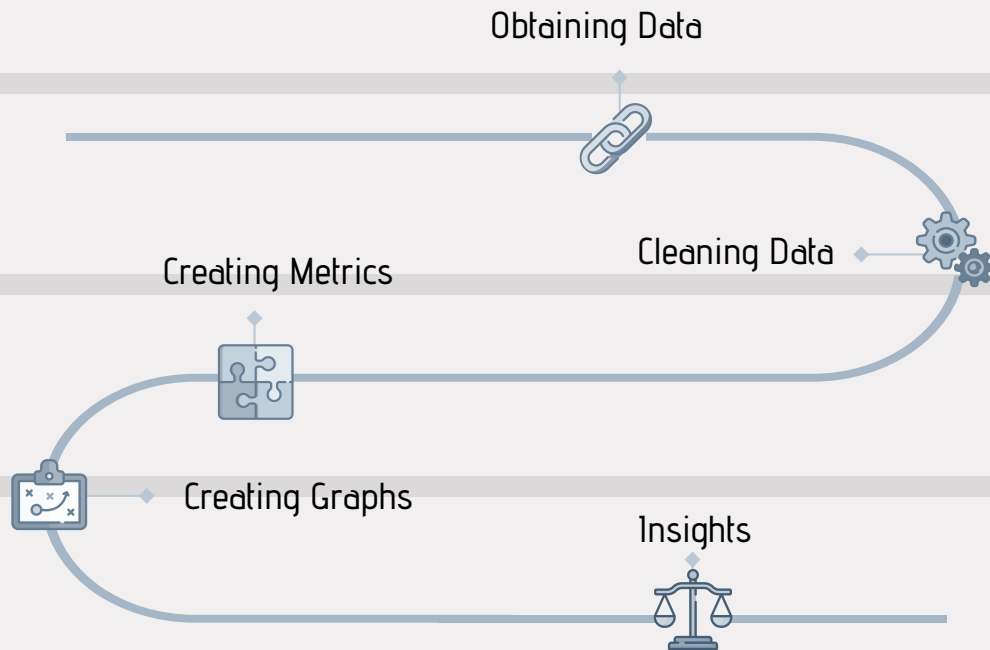 Obtaining Data
Cleaning Data
Creating Metrics
Creating Graphs
Insights